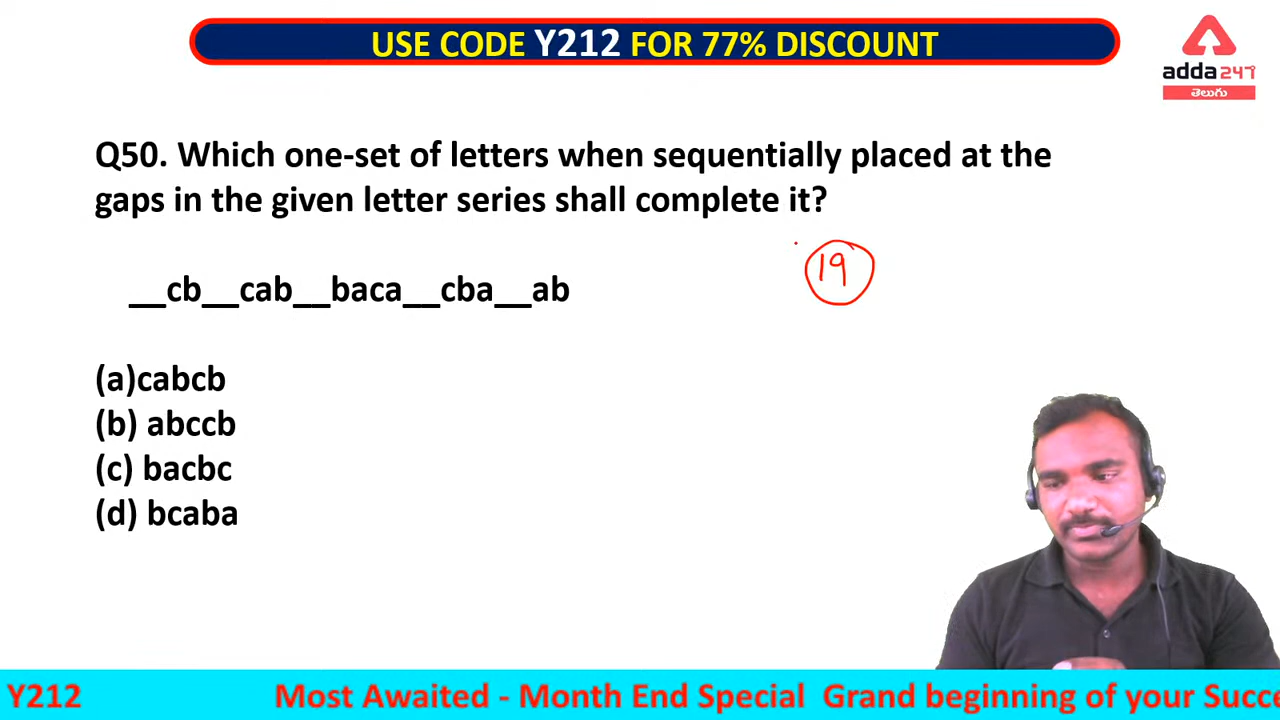 USE CODE Y212 FOR 77% DISCOUNT
adda247
తెలుగు
Q50. Which one-set of letters when sequentially placed at the
gaps in the given letter series shall complete it?
19
__cb__cab__baca__cba__ab
(a)cabcb
(b) abccb
(c) bacbc
(d) bcaba
Y212 Most Awaited - Month End Special Grand beginning of your